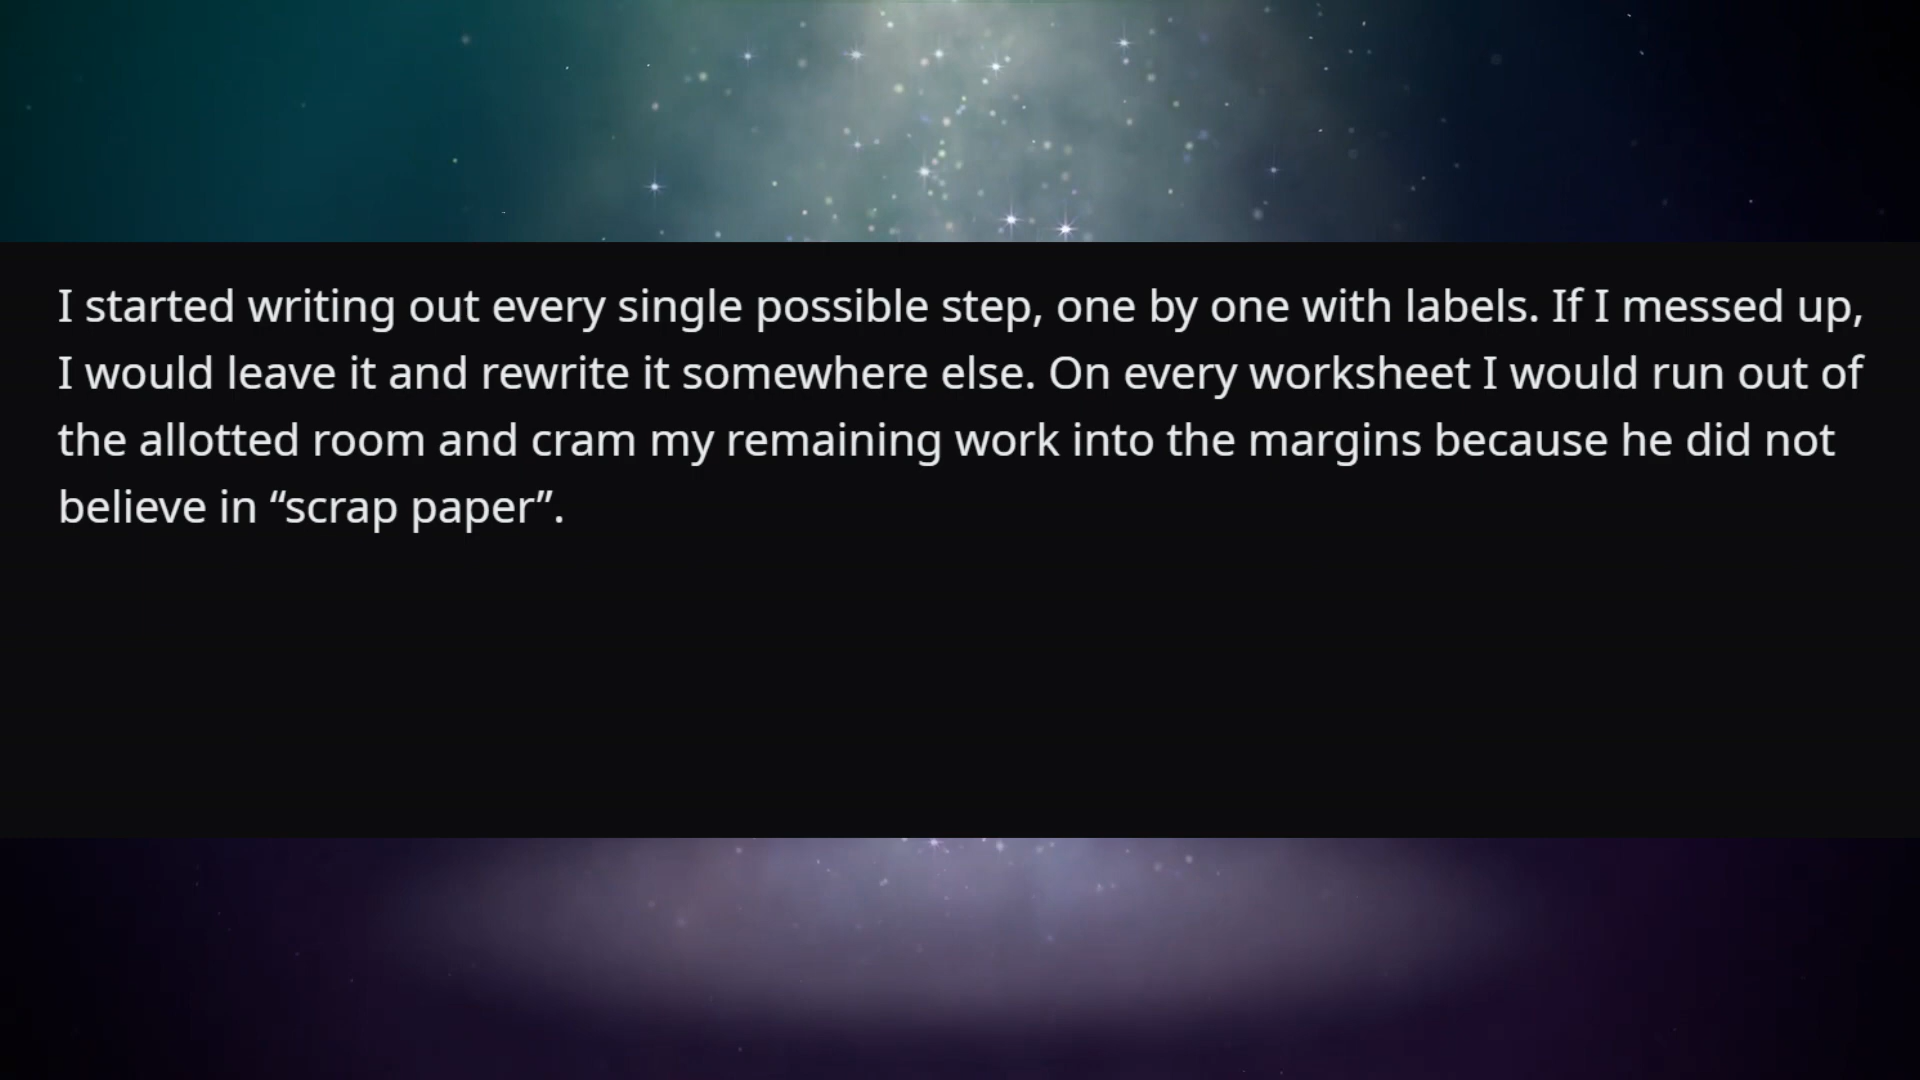 I started writing out every single possible step, one by one with labels. If I messed up,
I would leave it and rewrite it somewhere else. On every worksheet I would run out of
the allotted room and cram my remaining work into the margins because he did not
believe in “scrap paper”.